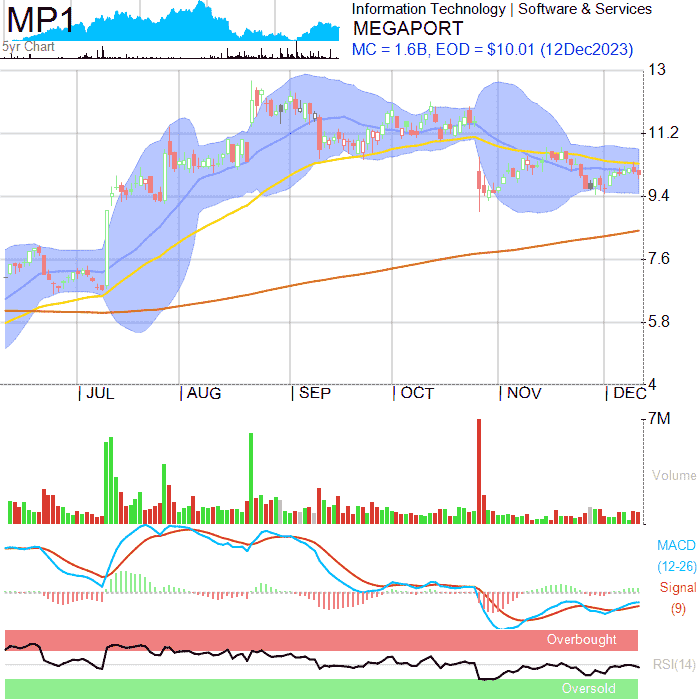 MP1
5yr Chart
Information Technology | Software & Services
MEGAPORT
MC = 1.6B, EOD = $10.01 (12Dec2023)
13
11.2
9.4
7.6
5.8
4
JUL AUG SEP OCT NOV DEC
7M
Volume
MACD
(12-26)
Signal
(9)
Overbought
RSI(14)
Oversold